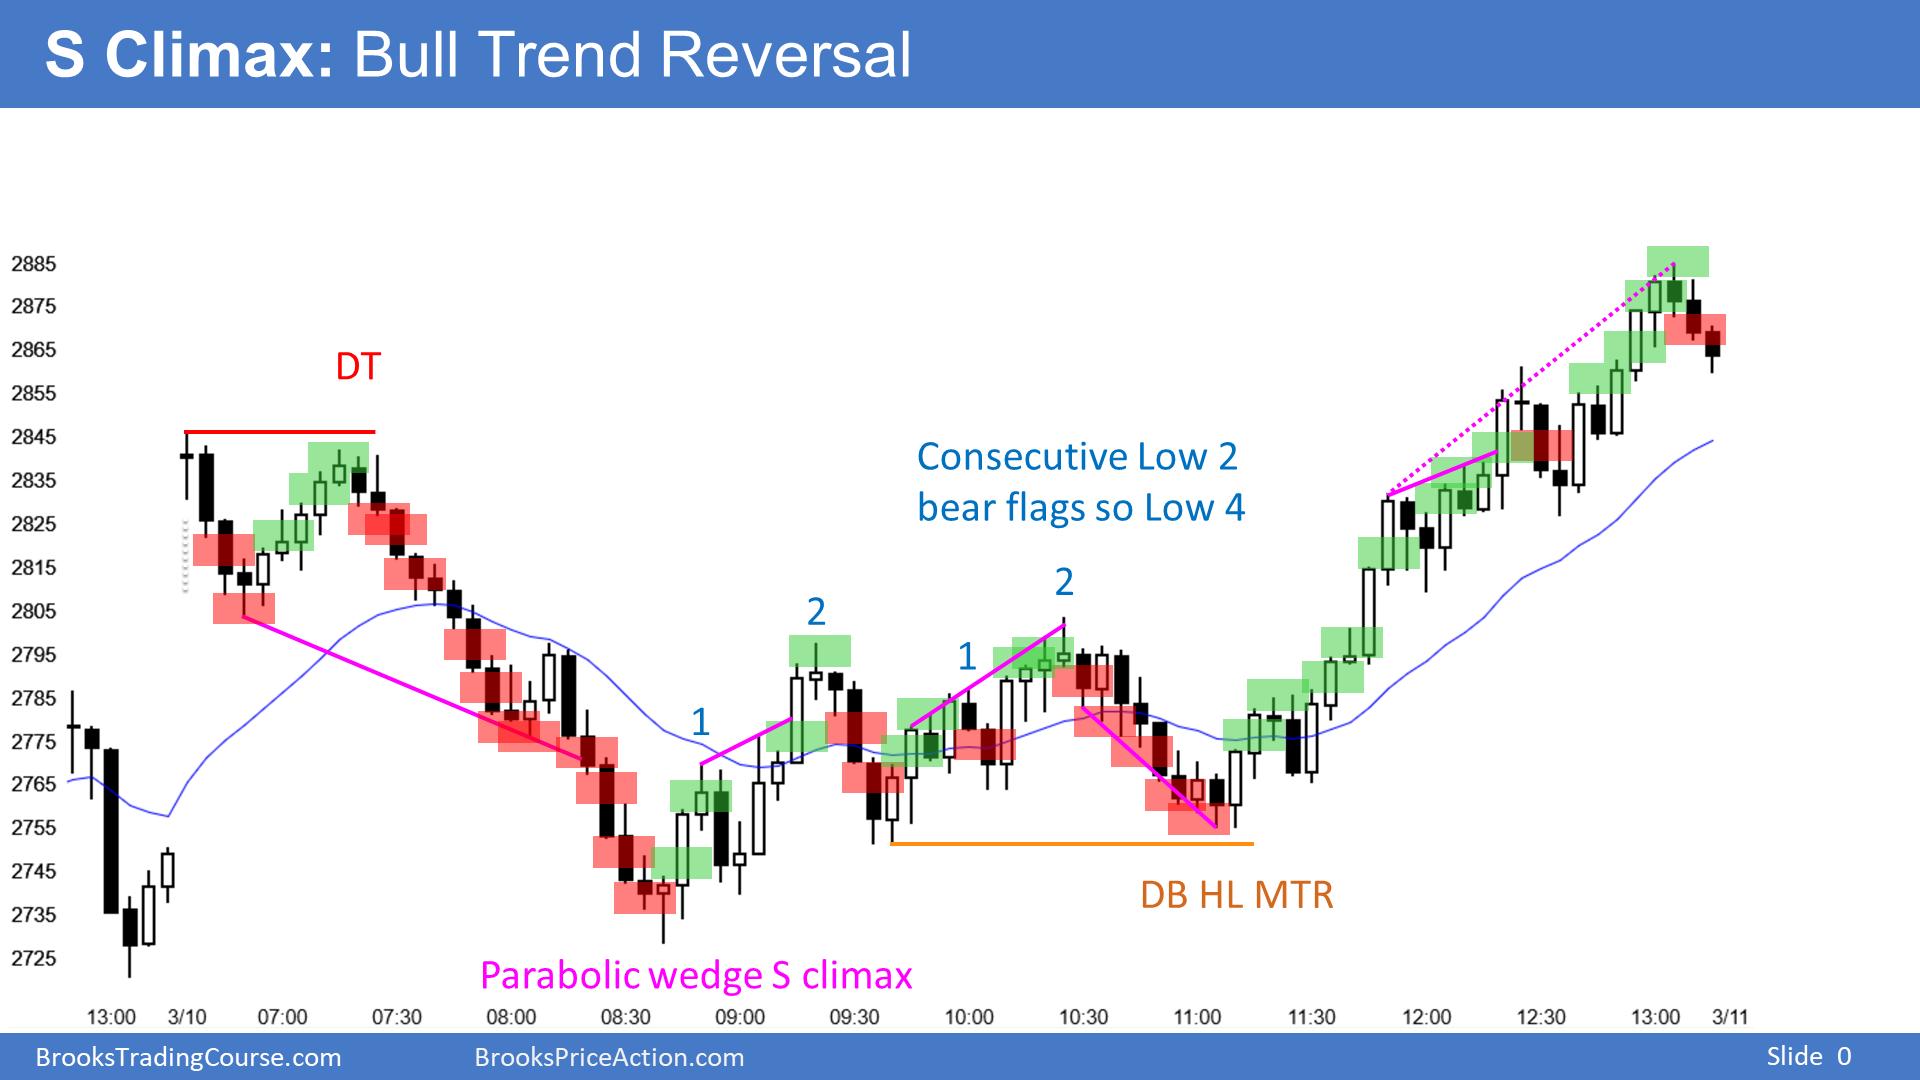 S Climax: Bull Trend Reversal
2885
2875
2865
2855
2845
2835
2825
2815
2805
2795
2785
2775
2765
2755
2745
2735
2725
DT
Consecutive Low 2
bear flags so Low 4
1
2
1
2
DB HL MTR
Parabolic wedge S climax
13:00 3/10 07:00 07:30 08:00 08:30 09:00 09:30 10:00 10:30 11:00 11:30 12:00 12:30 13:00 3/11
BrooksTradingCourse.com BrooksPriceAction.com Slide 0